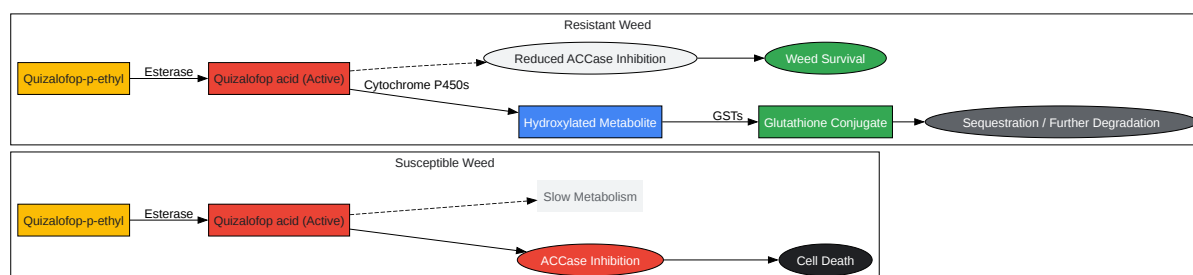 Resistant Weed
Quizalofop-p-ethyl
Esterase
Quizalofop acid (Active)
Reduced ACCase Inhibition
Weed Survival
Cytochrome P450s
Hydroxylated Metabolite
GSTs
Glutathione Conjugate
Sequestration / Further Degradation
Susceptible Weed
Quizalofop-p-ethyl
Esterase
Quizalofop acid (Active)
Slow Metabolism
ACCase Inhibition
Cell Death